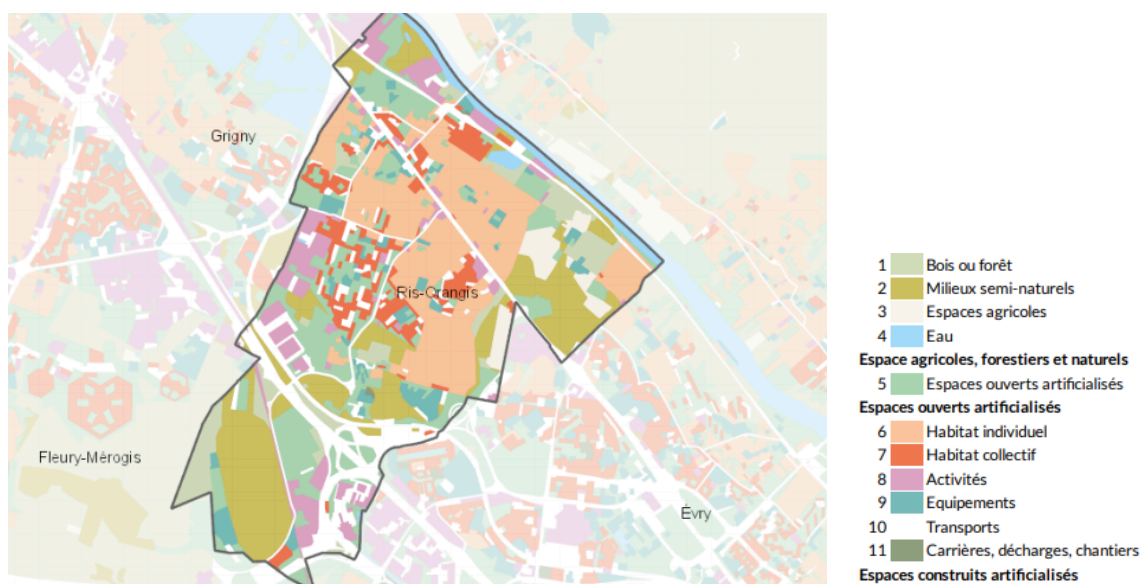 Grigny
Ris-Orangis
Fleury-Mérogis
Évry
1 Bois ou forêt
2 Milieux semi-naturels
3 Espaces agricoles
4 Eau
Espace agricoles, forestiers et naturels
5 Espaces ouverts artificialisés
Espaces ouverts artificialisés
6 Habitat individuel
7 Habitat collectif
8 Activités
9 Equipements
10 Transports
11 Carrières, décharges, chantiers
Espaces construits artificialisés